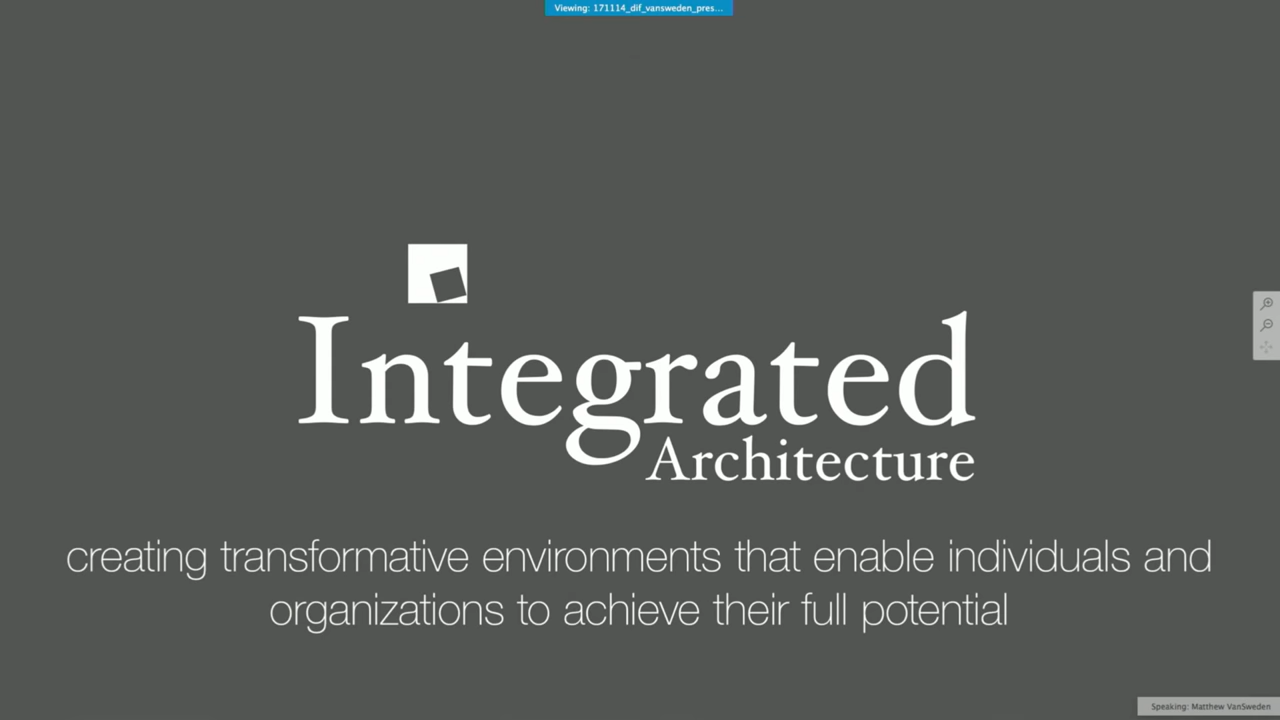 Viewing: 171114_dif_vansweden_pres...
Integrated
Architecture
creating transformative environments that enable individuals and
organizations to achieve their full potential
Speaking: Matthew VanSweden